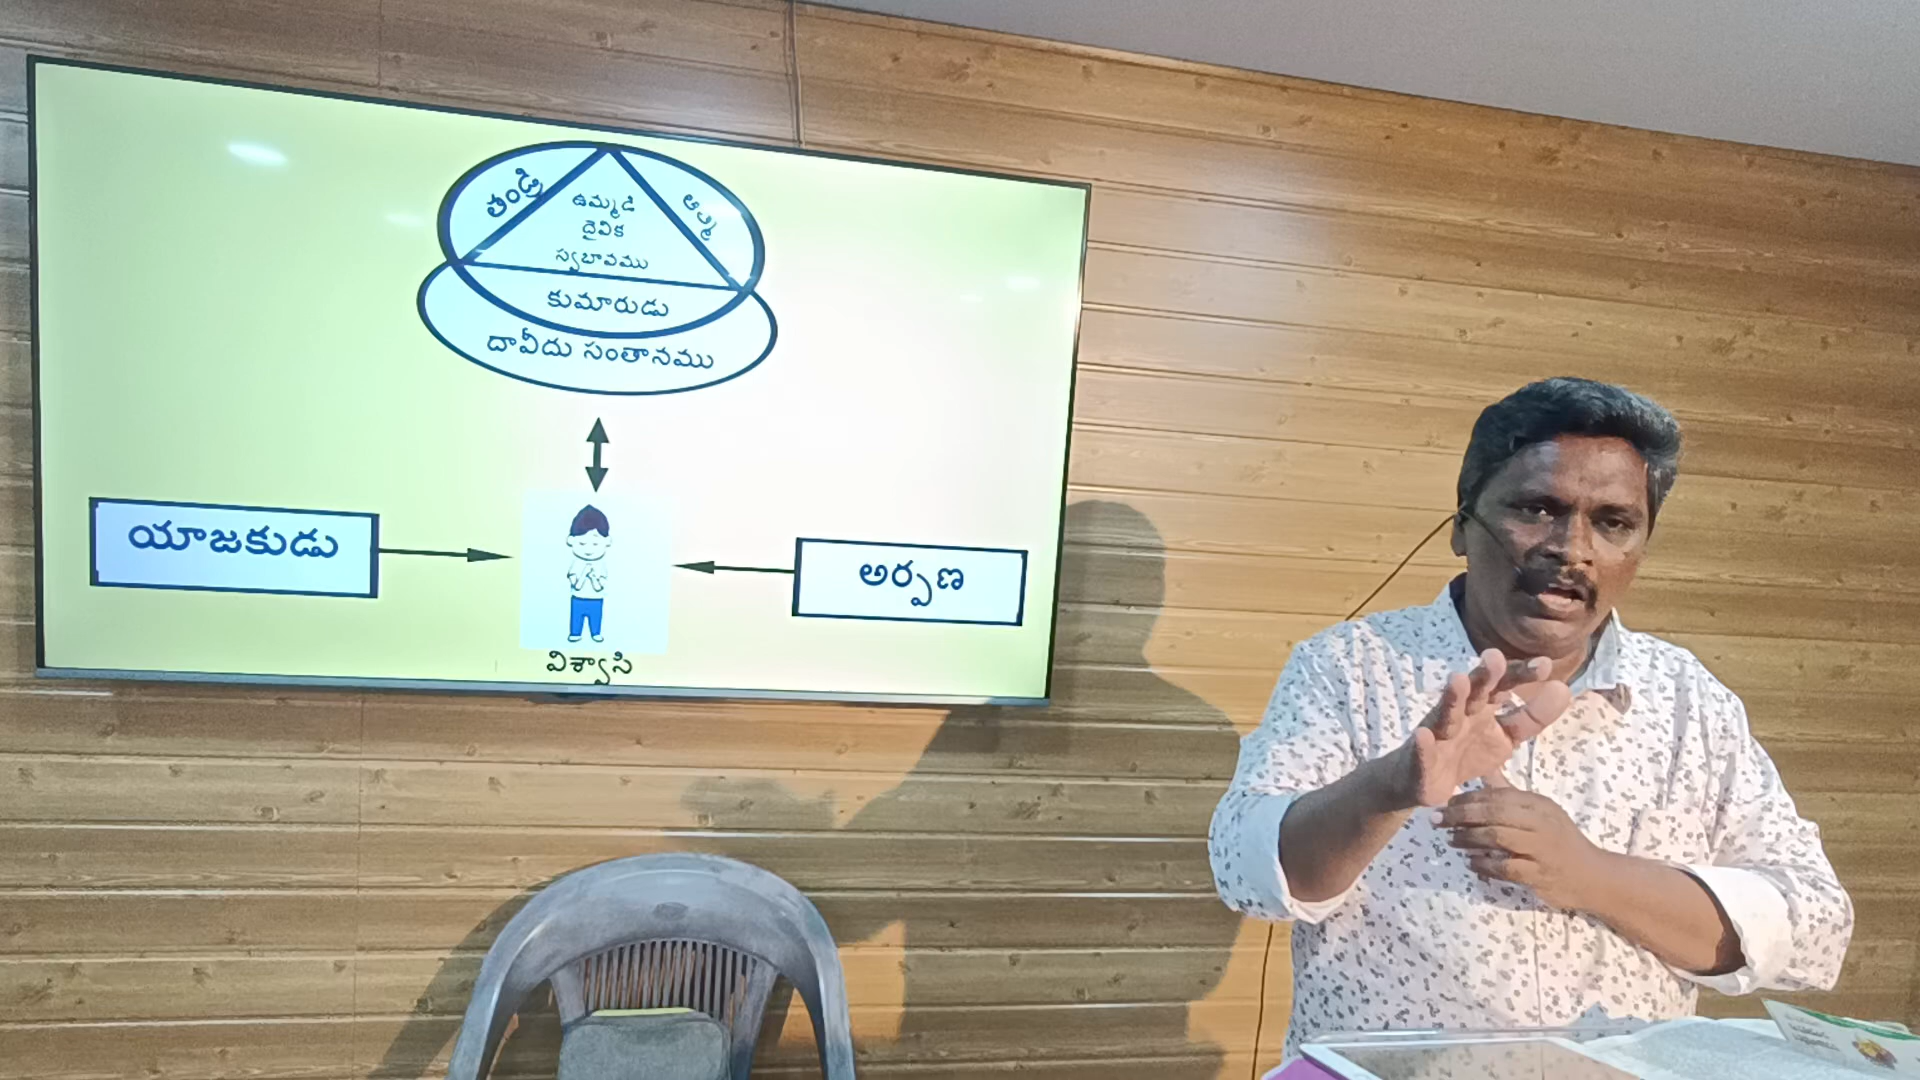 తండ్రి
ఆత్మ
ఉమ్మడి
దైవిక
స్వభావము
కుమారుడు
దావీదు సంతానము
యాజకుడు
అర్పణ
విశ్వాసి